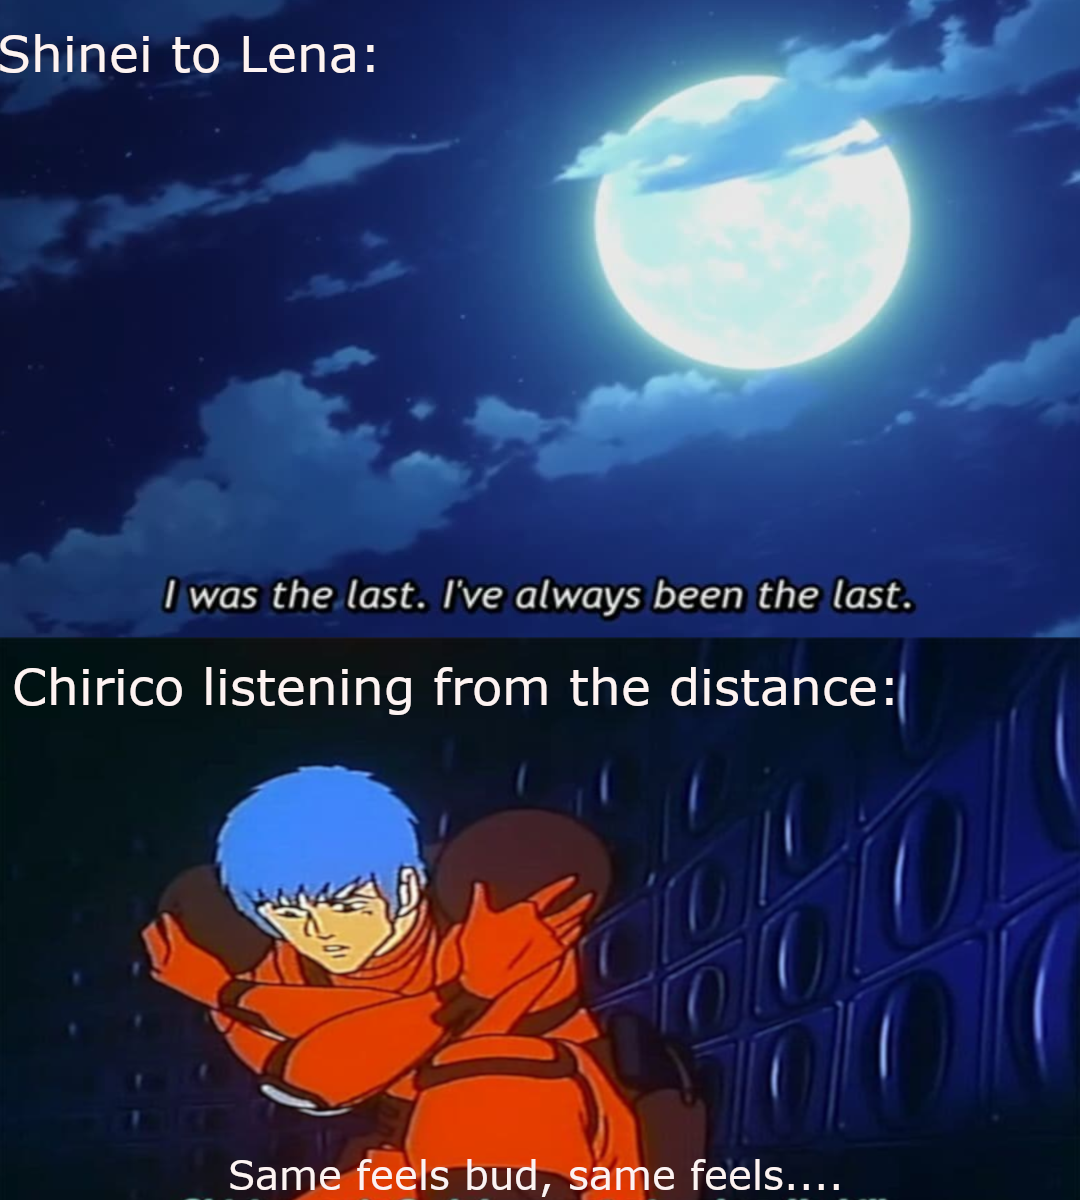 Shinei to Lena:
I was the last. I've always been the last.
Chirico listening from the distance:
Same feels bud, same feels....